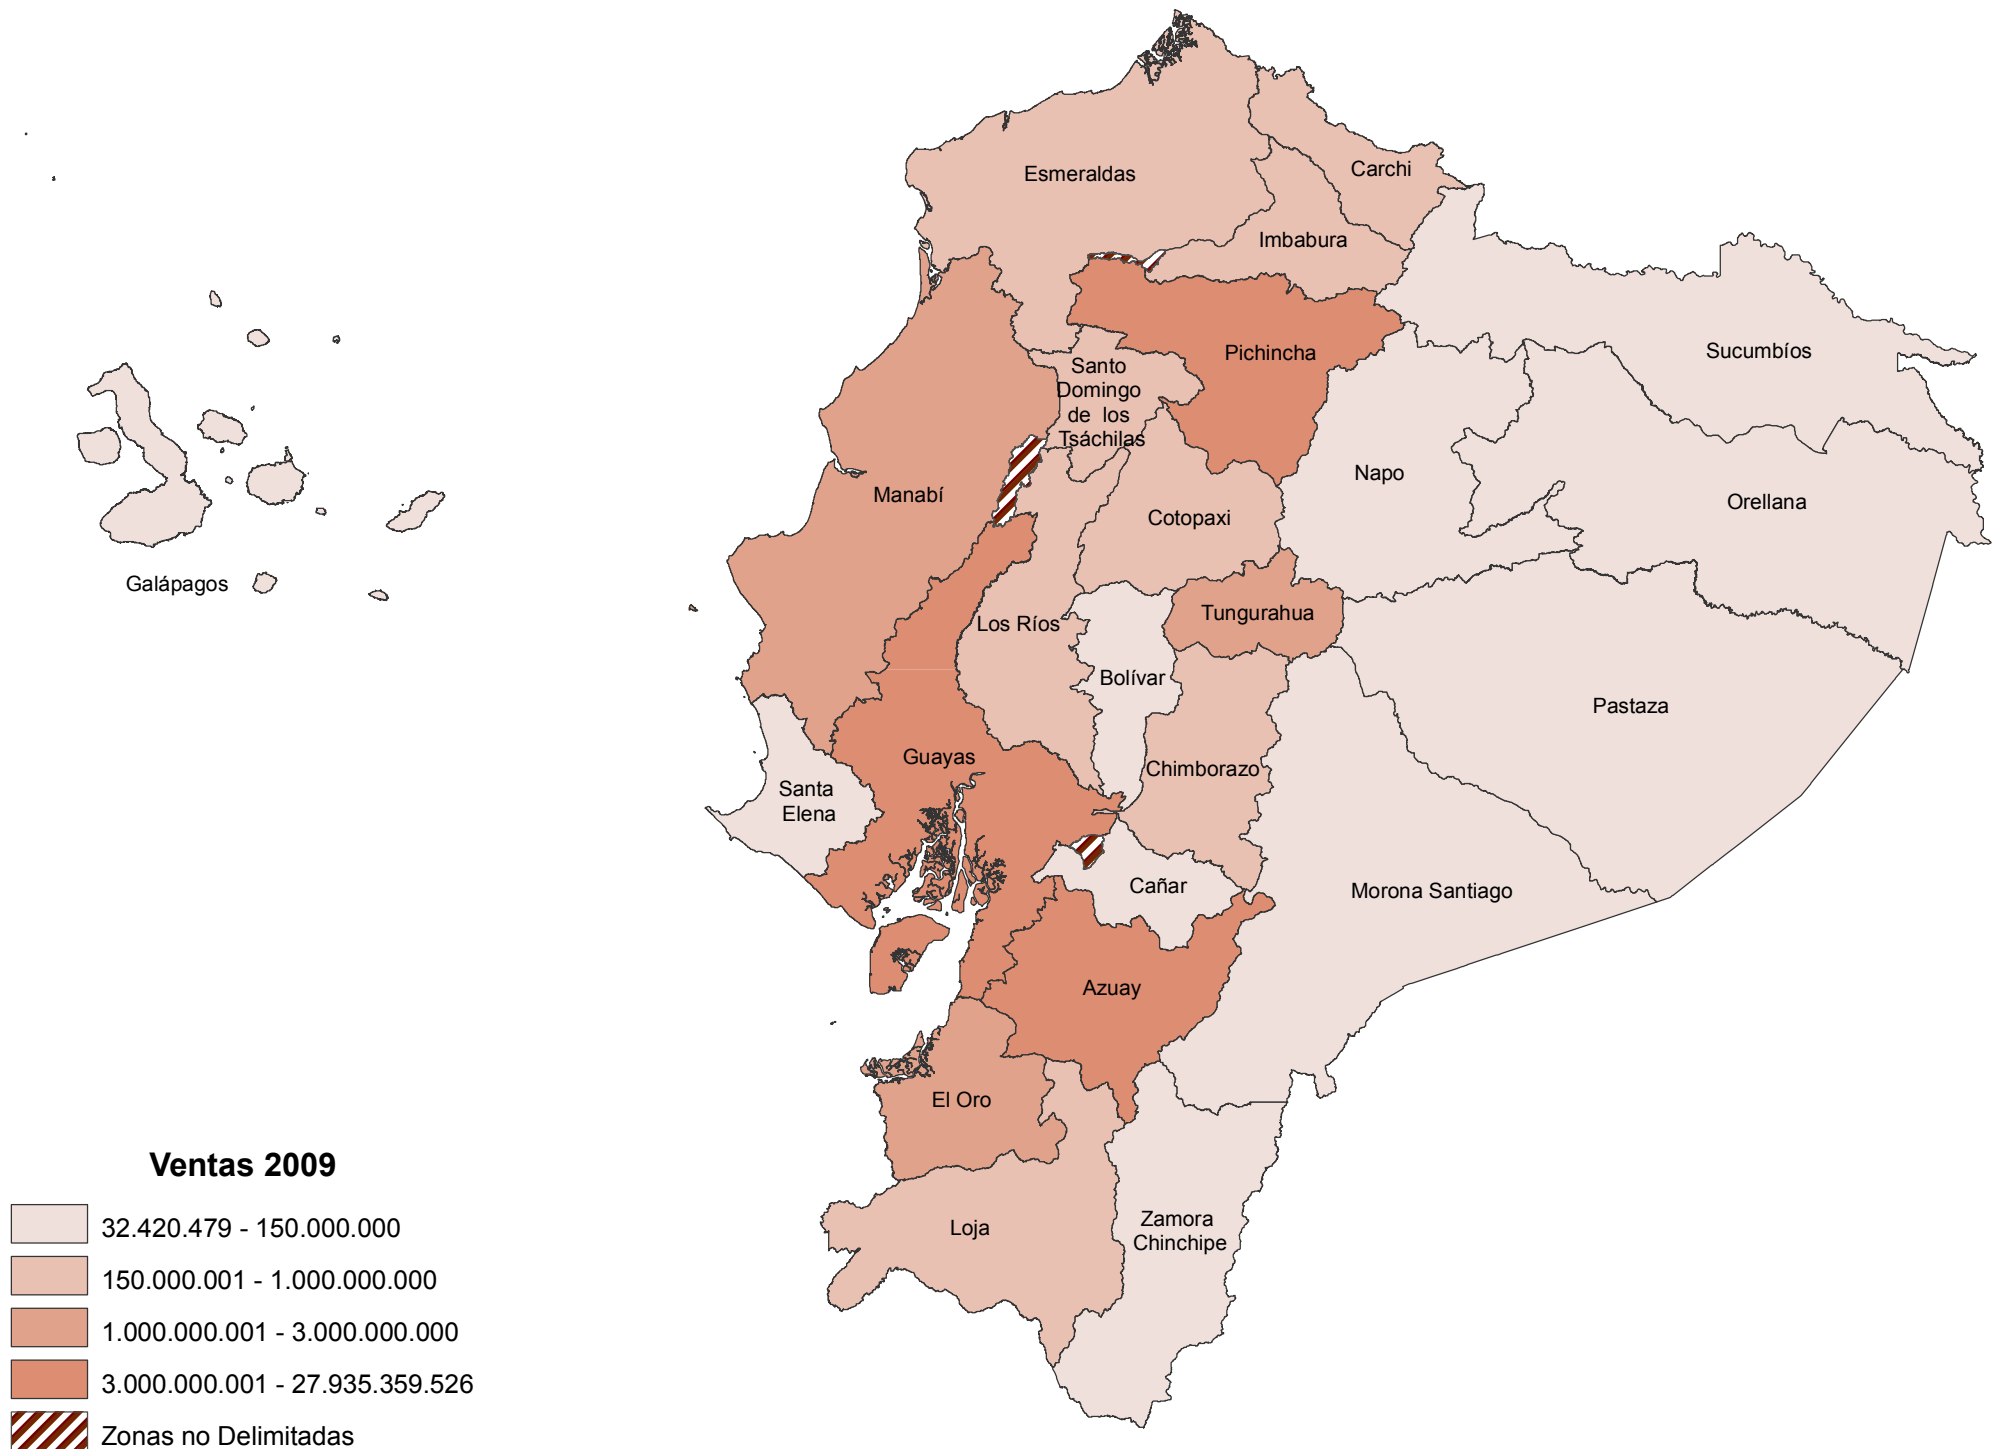 Esmeraldas
Carchi
Imbabura
Pichincha
Sucumbíos
Santo
Domingo
de los
Tsáchilas
Napo
Manabí
Orellana
Cotopaxi
Galápagos
Tungurahua
Los Ríos
Bolívar
Pastaza
Guayas
Chimborazo
Santa
Elena
Cañar
Morona Santiago
Azuay
El Oro
Loja
Zamora
Chinchipe
Ventas 2009
32.420.479 - 150.000.000
150.000.001 - 1.000.000.000
1.000.000.001 - 3.000.000.000
3.000.000.001 - 27.935.359.526
Zonas no Delimitadas